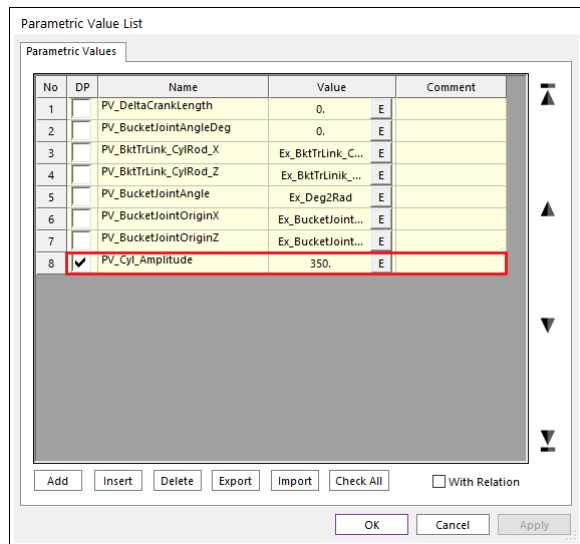 Parametric Value List
Parametric Values
No DP Name Value Comment
1 PV_DeltaCrankLength 0. E
2 PV_BucketJointAngleDeg 0. E
3 PV_BktTrLink_CylRod_X Ex_BktTrLink_C... E
4 PV_BktTrLink_CylRod_Z Ex_BktTrLinik_... E
5 PV_BucketJointAngle Ex_Deg2Rad E
6 PV_BucketJointOriginX Ex_BucketJoint... E
7 PV_BucketJointOriginZ Ex_BucketJoint... E
8 PV_Cyl_Amplitude 350. E
Add Insert Delete Export Import Check All With Relation
OK Cancel Apply